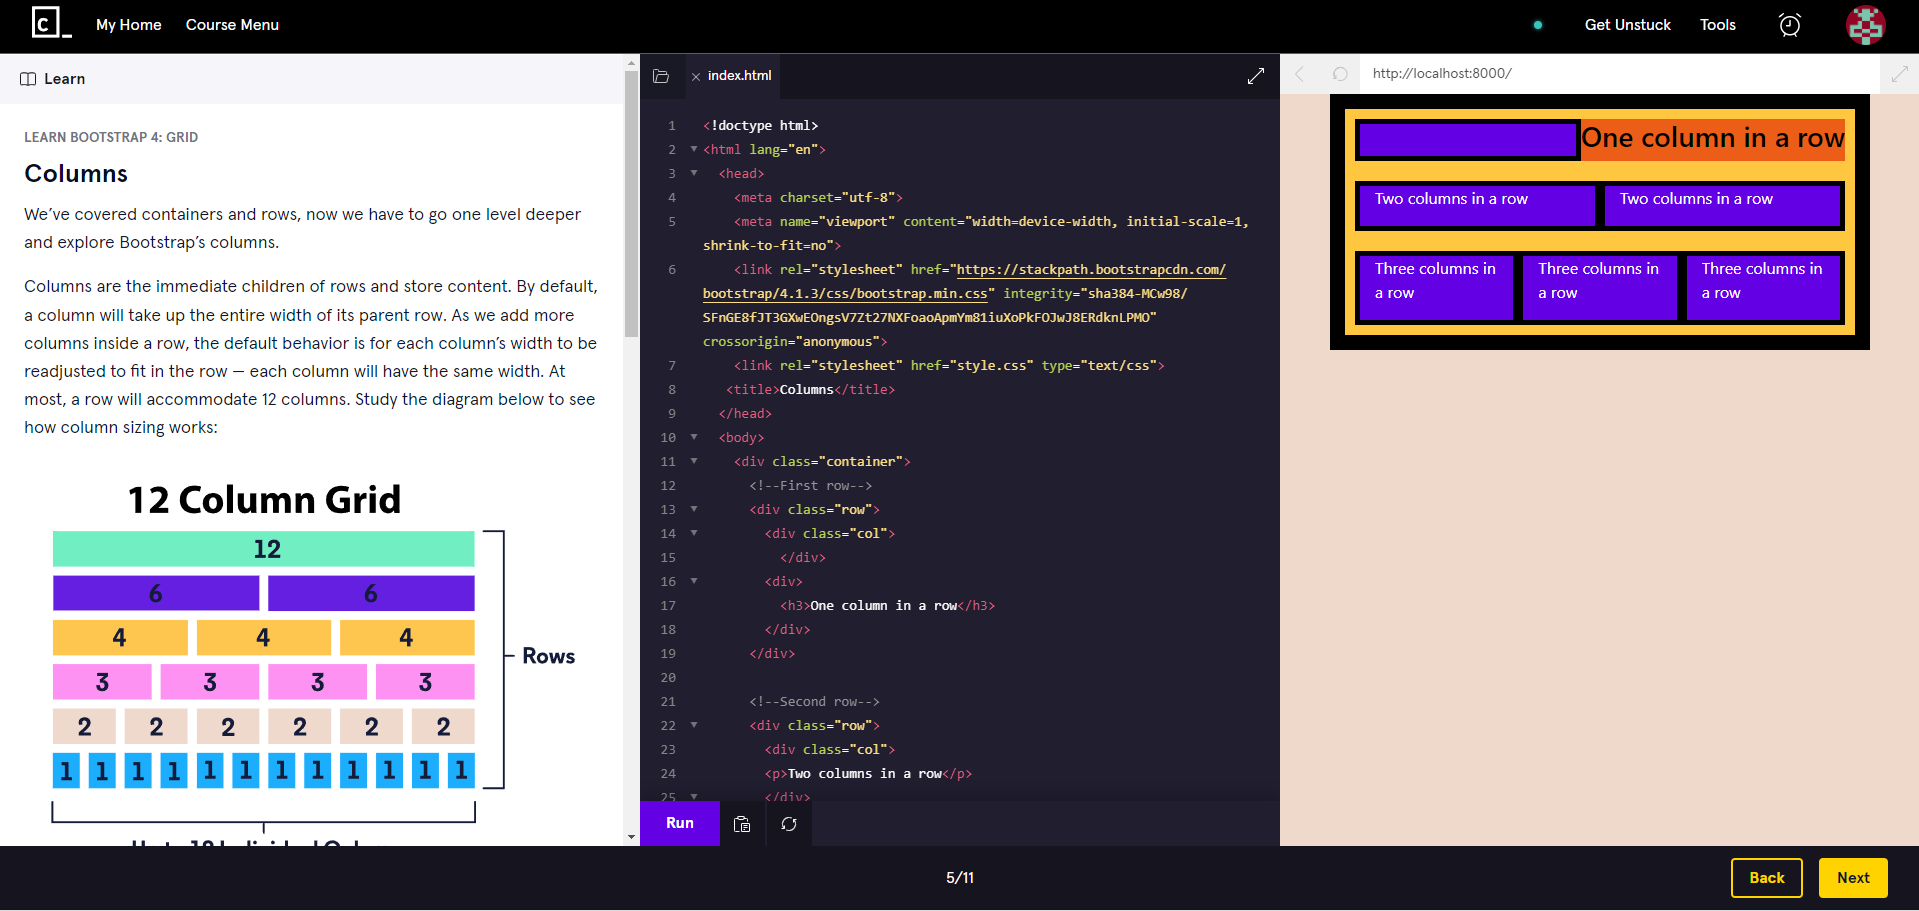 C_ My Home Course Menu Get Unstuck Tools
Learn
LEARN BOOTSTRAP 4: GRID
Columns
We’ve covered containers and rows, now we have to go one level deeper
and explore Bootstrap’s columns.
Columns are the immediate children of rows and store content. By default,
a column will take up the entire width of its parent row. As we add more
columns inside a row, the default behavior is for each column’s width to be
readjusted to fit in the row — each column will have the same width. At
most, a row will accommodate 12 columns. Study the diagram below to see
how column sizing works:
12 Column Grid
12
6 6
4 4 4
3 3 3 3
2 2 2 2 2 2
1 1 1 1 1 1 1 1 1 1 1 1
Rows
index.html
1 <!doctype html>
2 <html lang="en">
3 <head>
4 <meta charset="utf-8">
5 <meta name="viewport" content="width=device-width, initial-scale=1,
shrink-to-fit=no">
6 <link rel="stylesheet" href="https://stackpath.bootstrapcdn.com/
bootstrap/4.1.3/css/bootstrap.min.css" integrity="sha384-MCw98/
SFnGE8fJT3GXwEOngsV7Zt27NXFoaoApmYm81iuXoPkFOJwJ8ERdknLPMO"
crossorigin="anonymous">
7 <link rel="stylesheet" href="style.css" type="text/css">
8 <title>Columns</title>
9 </head>
10 <body>
11 <div class="container">
12 <!--First row-->
13 <div class="row">
14 <div class="col">
15 </div>
16 <div>
17 <h3>One column in a row</h3>
18 </div>
19 </div>
20
21 <!--Second row-->
22 <div class="row">
23 <div class="col">
24 <p>Two columns in a row</p>
25 </div>
Run
http://localhost:8000/
One column in a row
Two columns in a row Two columns in a row
Three columns in Three columns in Three columns in
a row a row a row
5/11
Back Next